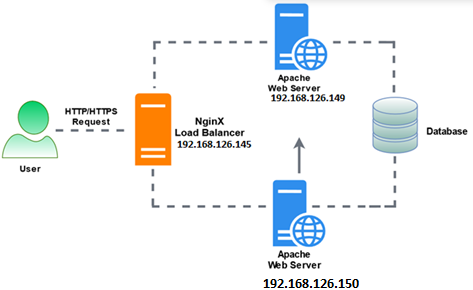 Apache
Web Server
192.168.126.149
HTTP/HTTPS
Request
NginX
Load Balancer
192.168.126.145
User
Database
Apache
Web Server
192.168.126.150